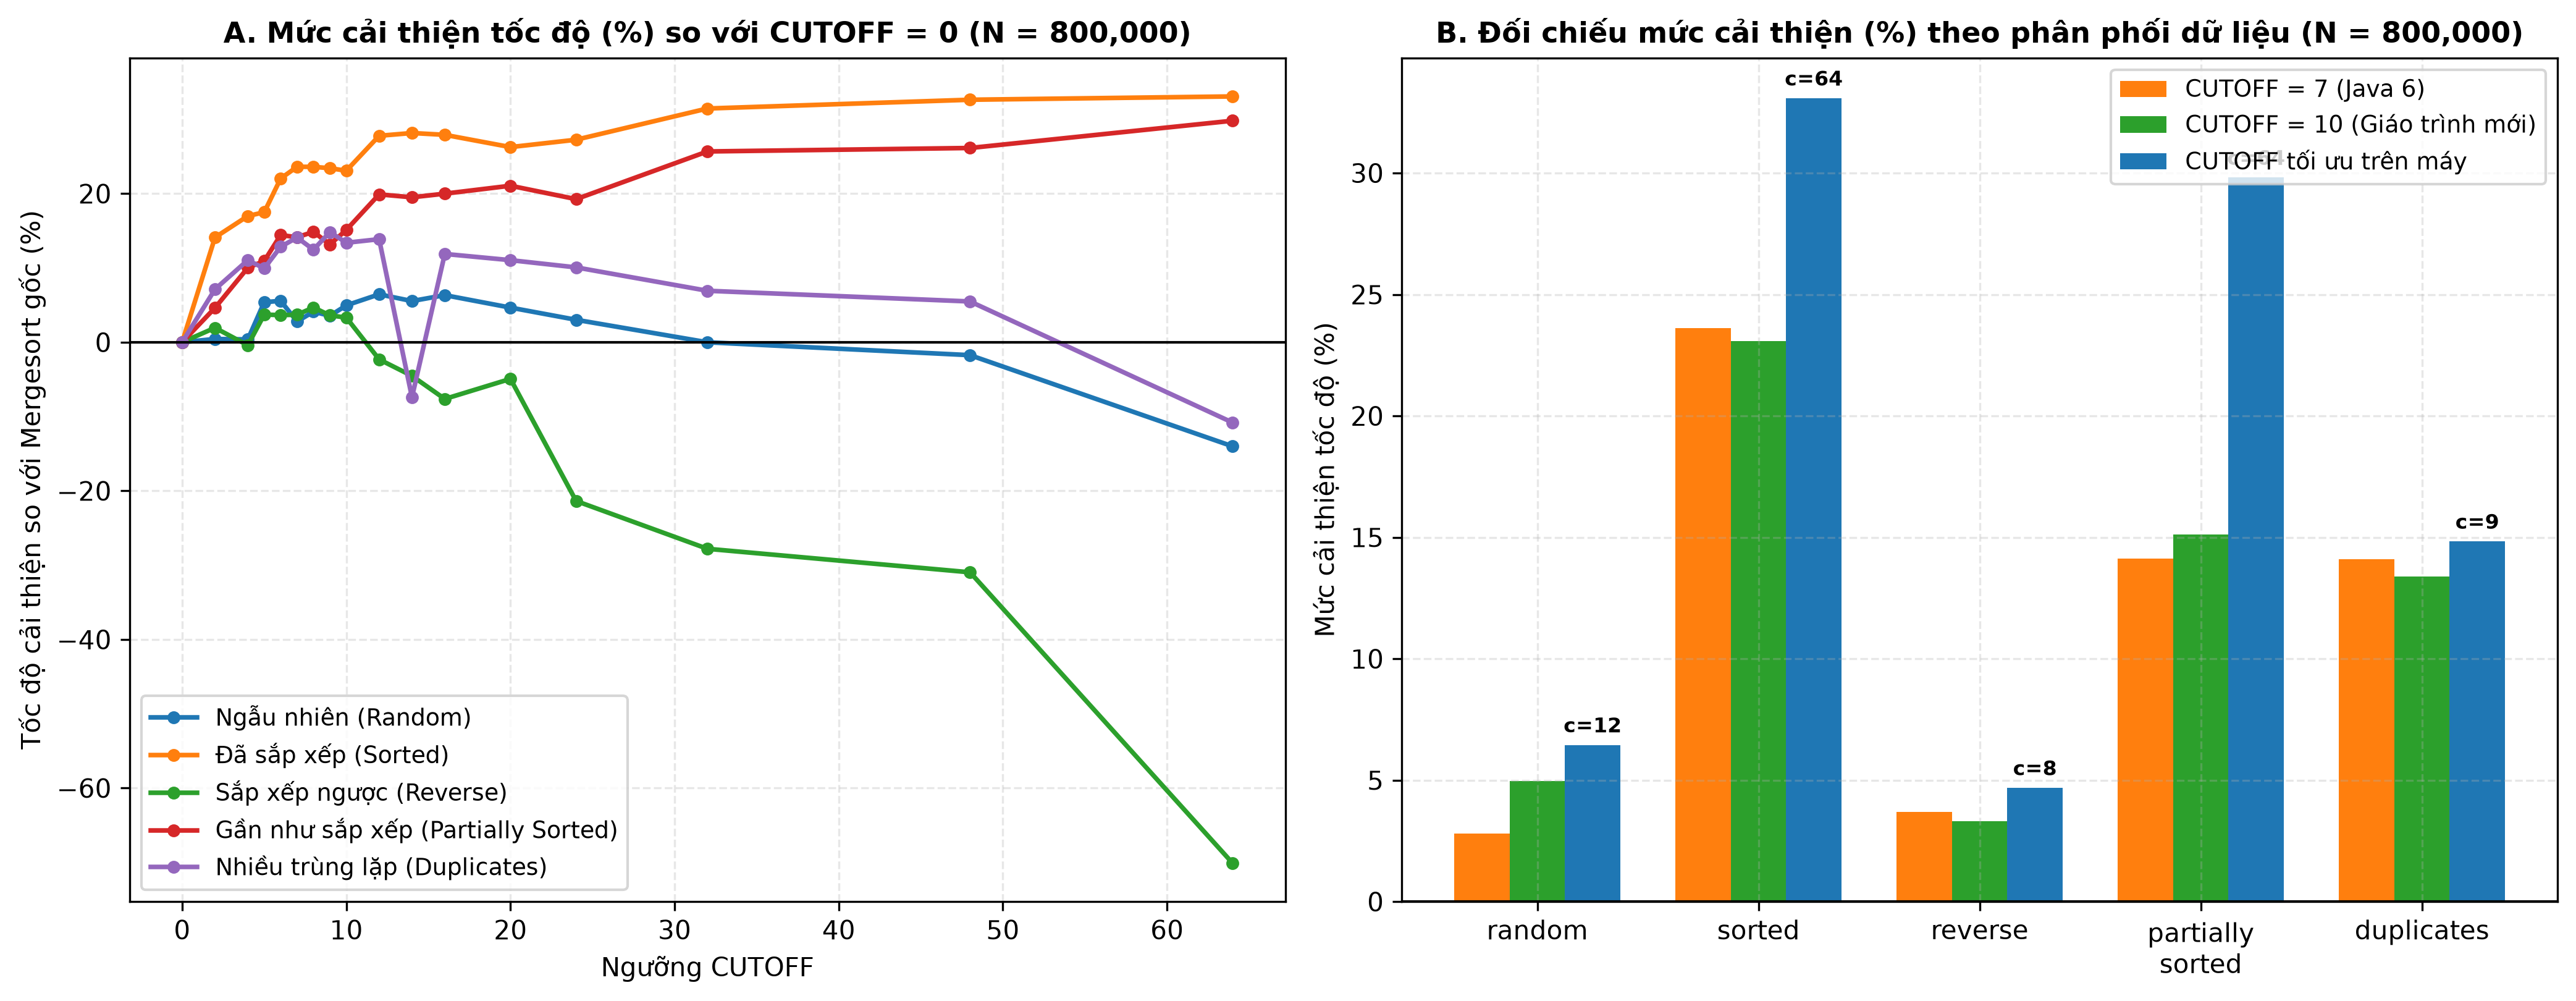 A. Mức cải thiện tốc độ (%) so với CUTOFF = 0 (N = 800,000)
Tốc độ cải thiện so với Mergesort gốc (%)
20
0
−20
−40
−60
Ngẫu nhiên (Random)
Đã sắp xếp (Sorted)
Sắp xếp ngược (Reverse)
Gần như sắp xếp (Partially Sorted)
Nhiều trùng lặp (Duplicates)
0 10 20 30 40 50 60
Ngưỡng CUTOFF
B. Đối chiếu mức cải thiện (%) theo phân phối dữ liệu (N = 800,000)
Mức cải thiện tốc độ (%)
30
25
20
15
10
5
0
CUTOFF = 7 (Java 6)
CUTOFF = 10 (Giáo trình mới)
CUTOFF tối ưu trên máy
c=12
c=64
c=8
c=9
random sorted reverse partially sorted duplicates